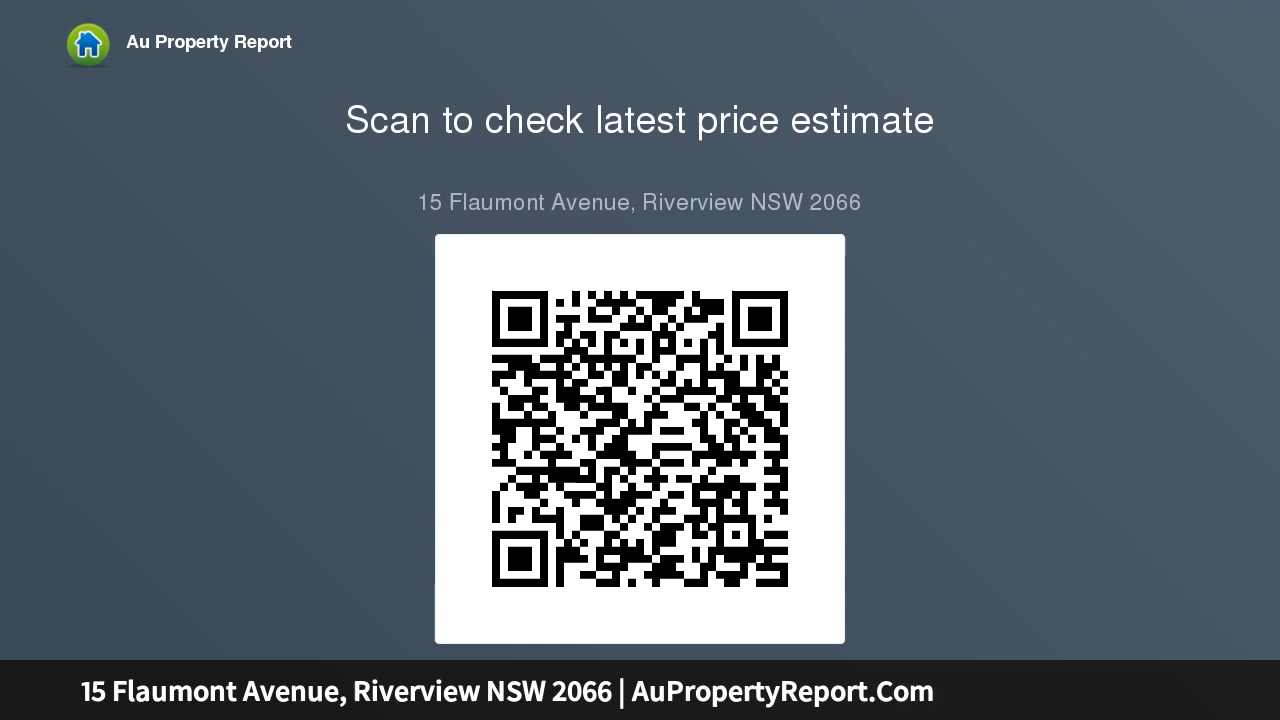 Au Property Report
Scan to check latest price estimate
15 Flaumont Avenue, Riverview NSW 2066
15 Flaumont Avenue, Riverview NSW 2066 | AuPropertyReport.Com